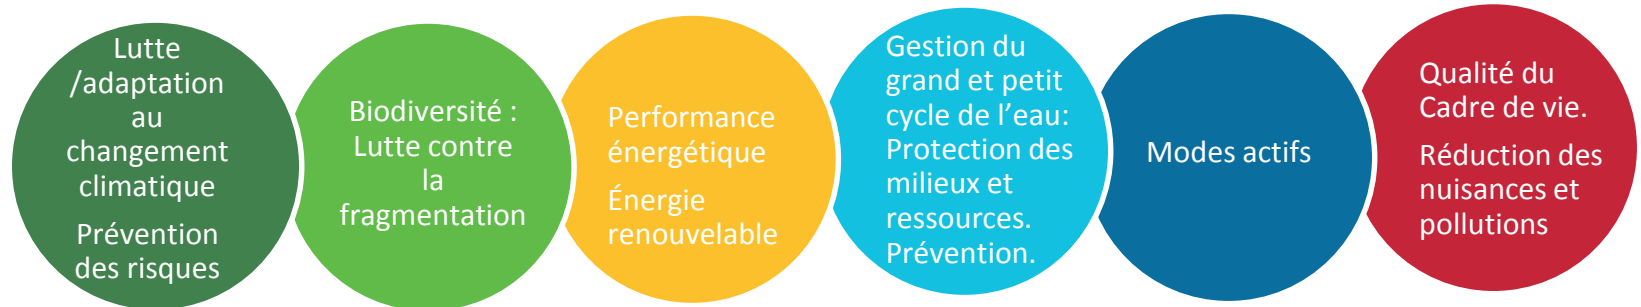 Lutte
/adaptation
au
changement
climatique
Prévention
des risques
Biodiversité :
Lutte contre
la
fragmentation
Performance
énergétique
Énergie
renouvelable
Gestion du
grand et petit
cycle de l’eau:
Protection des
milieux et
ressources.
Prévention.
Modes actifs
Qualité du
Cadre de vie.
Réduction des
nuisances et
pollutions